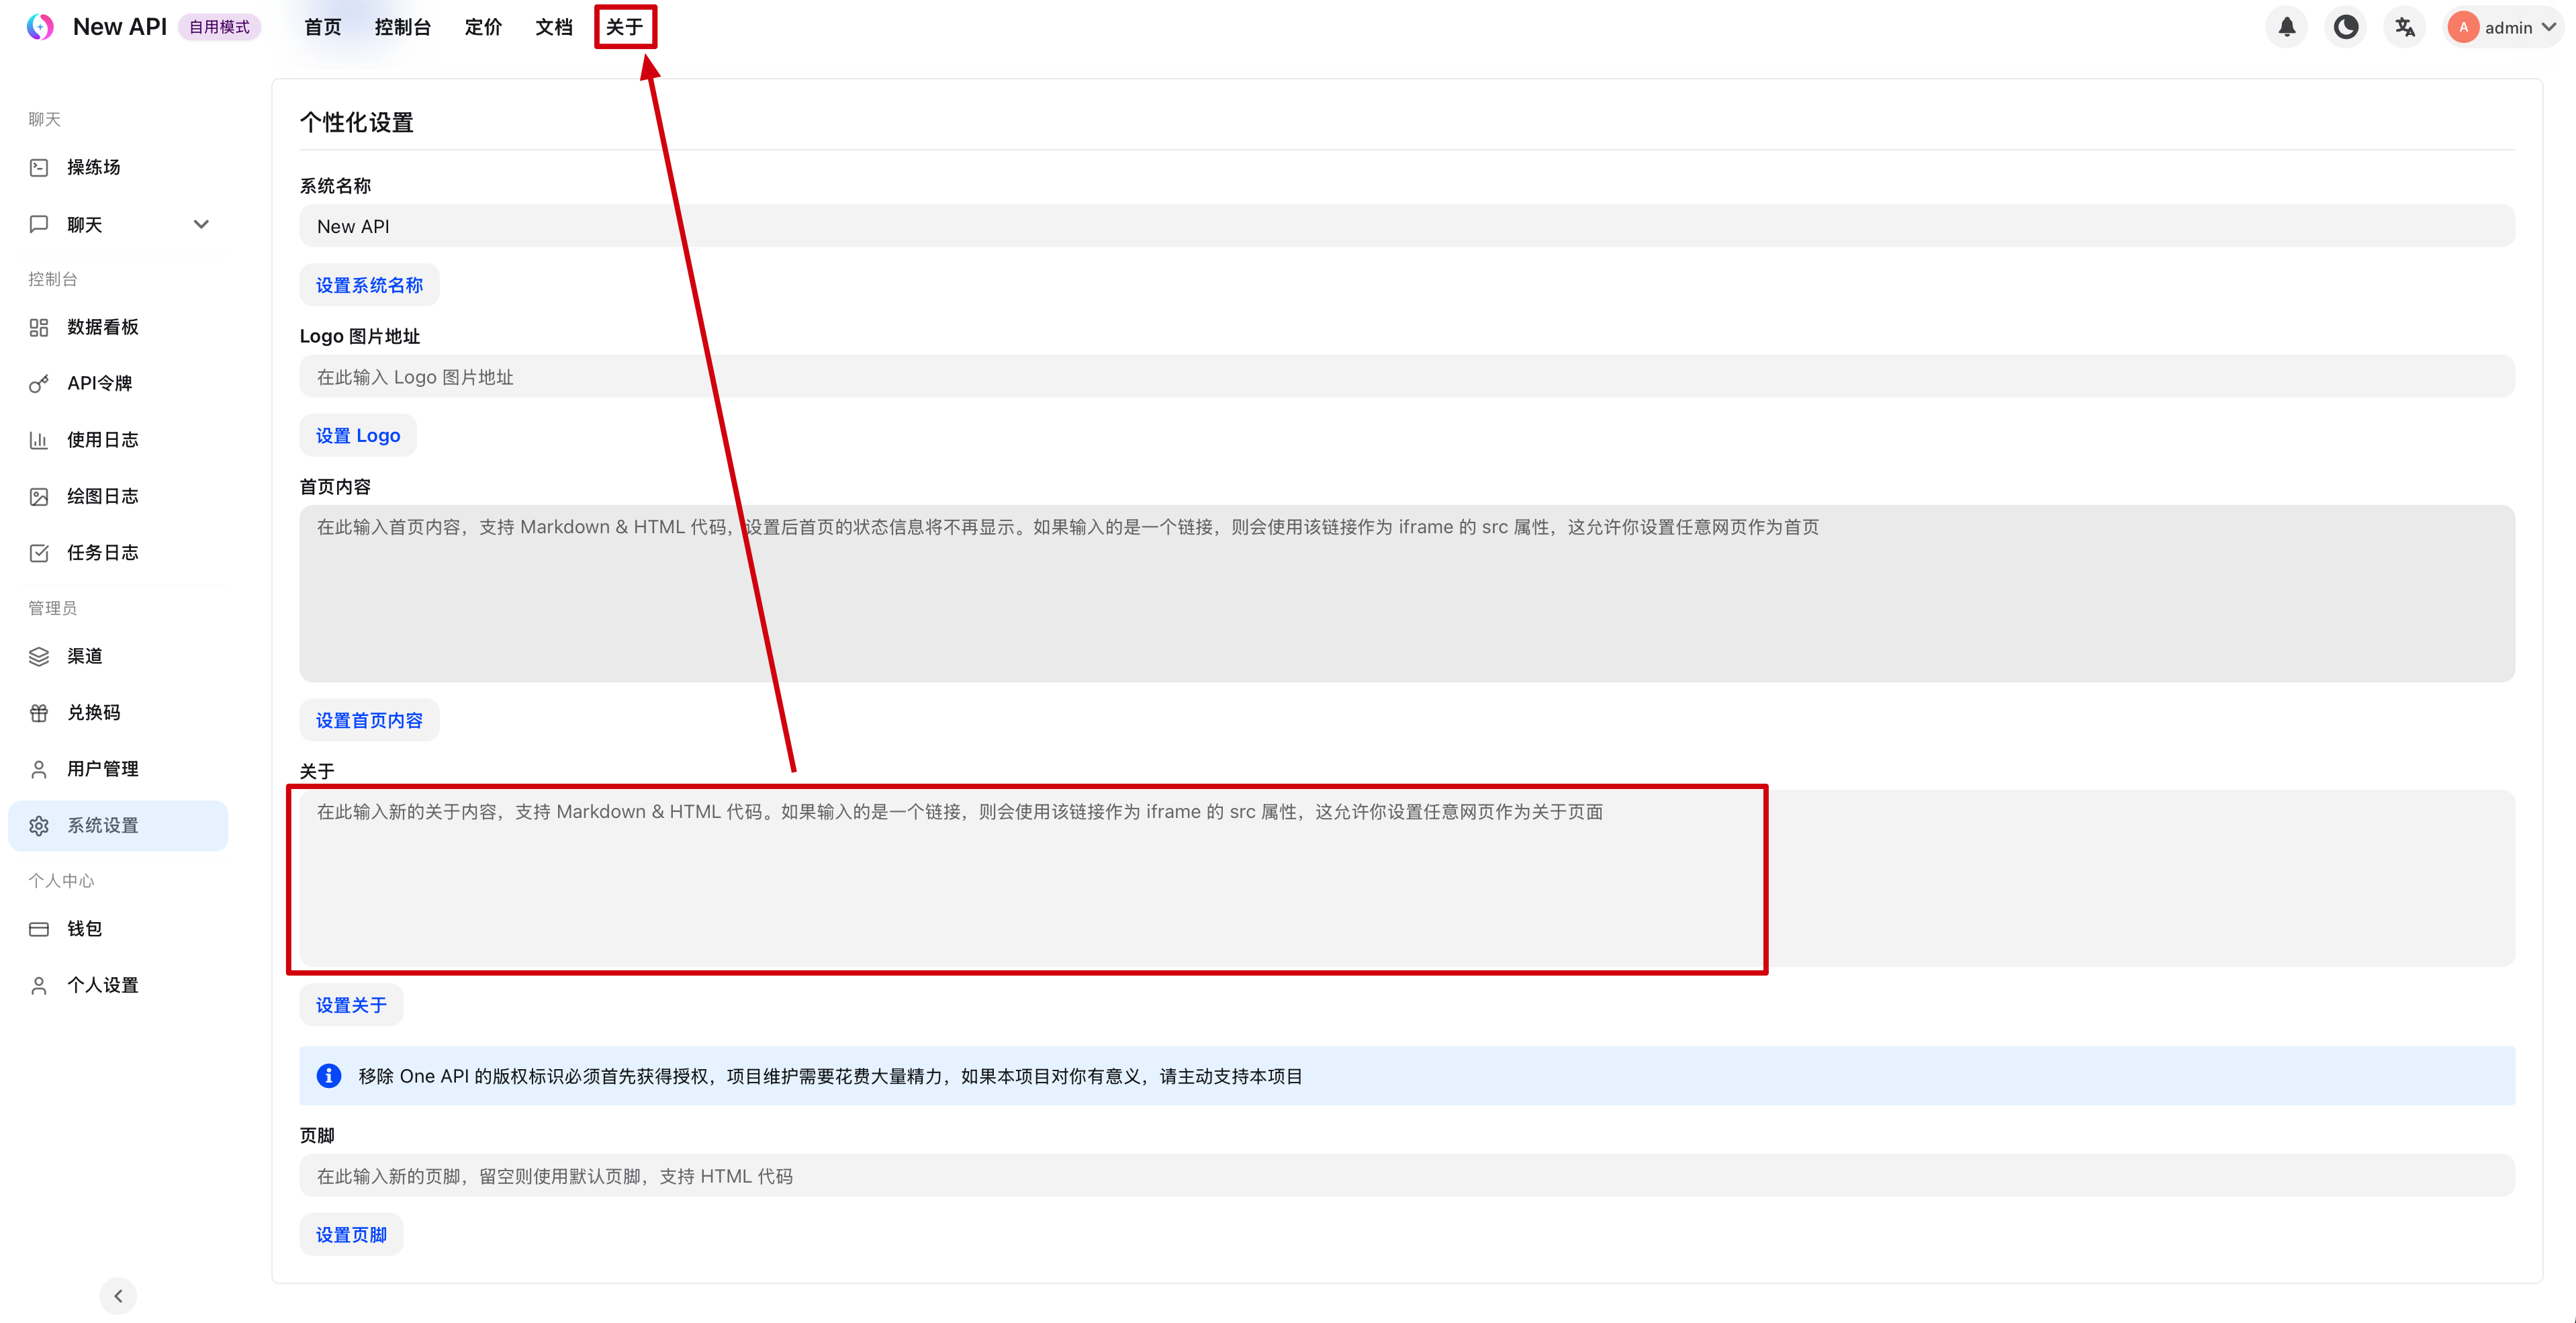 New API 自用模式 首页 控制台 定价 文档 关于 A admin
聊天
操练场
聊天
控制台
数据看板
API令牌
使用日志
绘图日志
任务日志
管理员
渠道
兑换码
用户管理
系统设置
个人中心
钱包
个人设置
个性化设置
系统名称
New API
设置系统名称
Logo 图片地址
在此输入 Logo 图片地址
设置 Logo
首页内容
在此输入首页内容，支持 Markdown & HTML 代码，设置后首页的状态信息将不再显示。如果输入的是一个链接，则会使用该链接作为 iframe 的 src 属性，这允许你设置任意网页作为首页
设置首页内容
关于
在此输入新的关于内容，支持 Markdown & HTML 代码。如果输入的是一个链接，则会使用该链接作为 iframe 的 src 属性，这允许你设置任意网页作为关于页面
设置关于
移除 One API 的版权标识必须首先获得授权，项目维护需要花费大量精力，如果本项目对你有意义，请主动支持本项目
页脚
在此输入新的页脚，留空则使用默认页脚，支持 HTML 代码
设置页脚